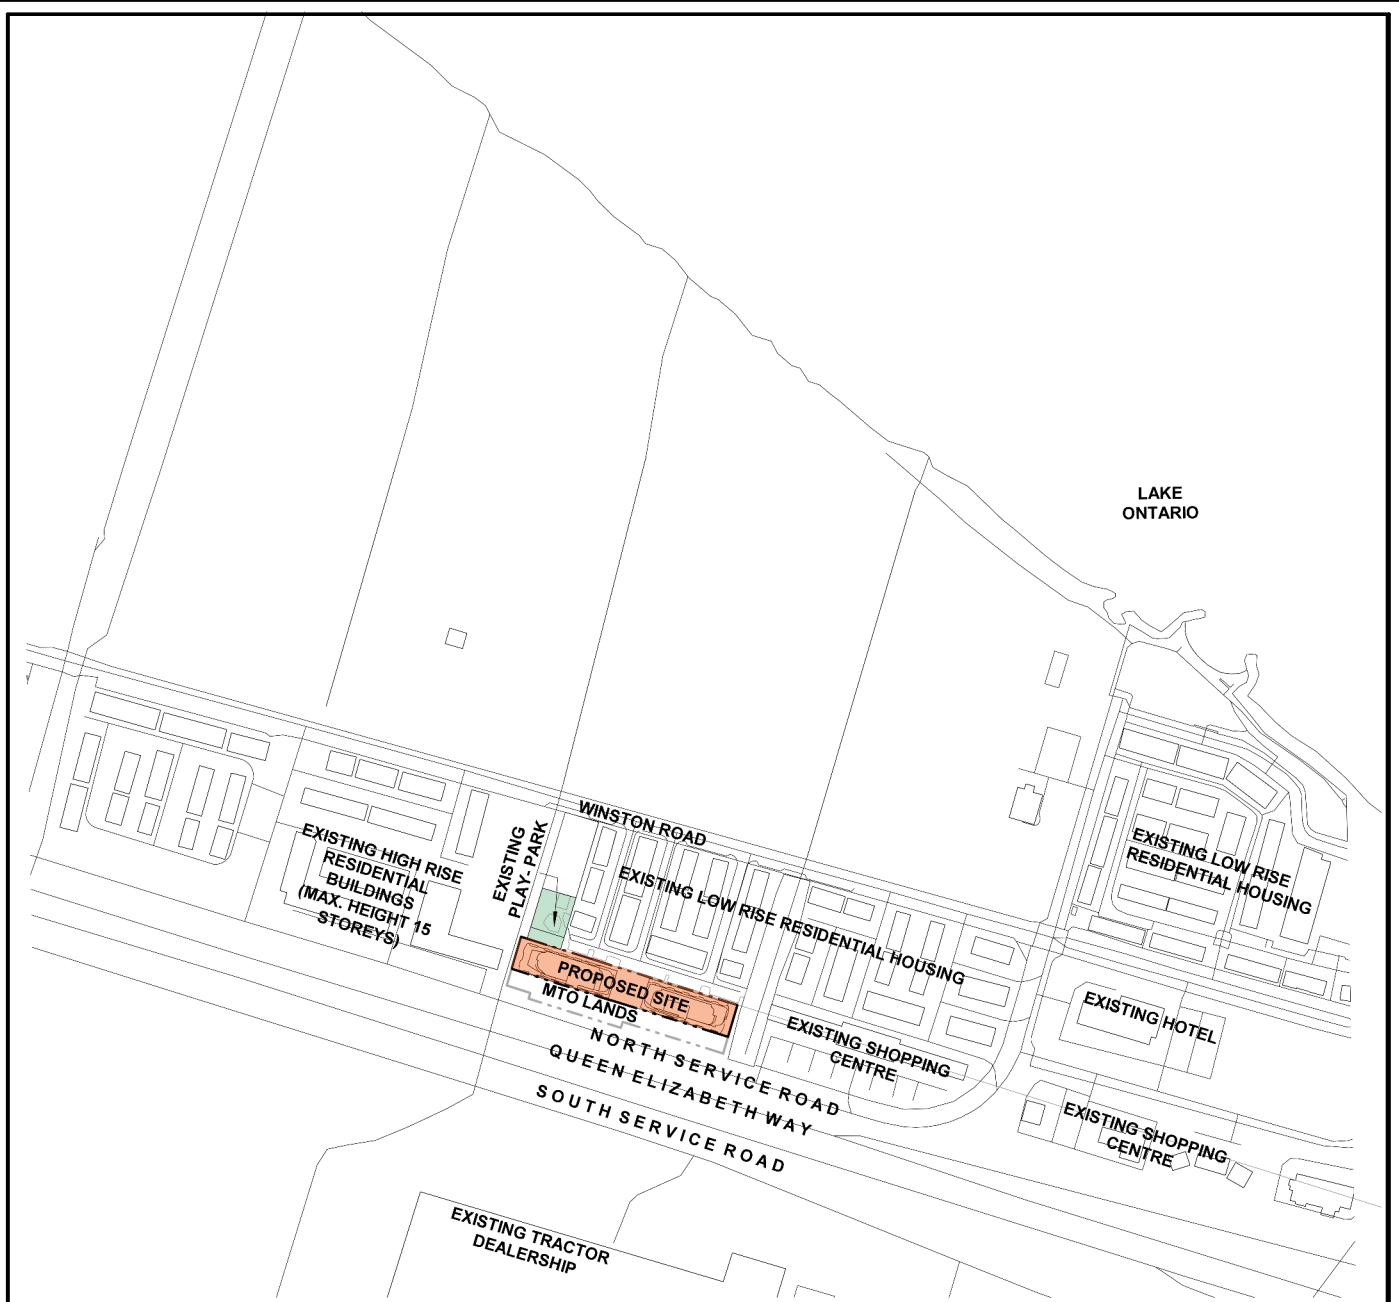 LAKE
ONTARIO
WINSTON ROAD
EXISTING
PLAY- PARK
EXISTING HIGH RISE
RESIDENTIAL
BUILDINGS
(MAX. HEIGHT 15
STOREYS)
EXISTING LOW RISE RESIDENTIAL HOUSING
EXISTING LOW RISE
RESIDENTIAL HOUSING
PROPOSED SITE
MTO LANDS
EXISTING HOTEL
EXISTING SHOPPING
CENTRE
NORTH SERVICE ROAD
QUEEN ELIZABETH WAY
SOUTH SERVICE ROAD
EXISTING SHOPPING
CENTRE
EXISTING TRACTOR
DEALERSHIP